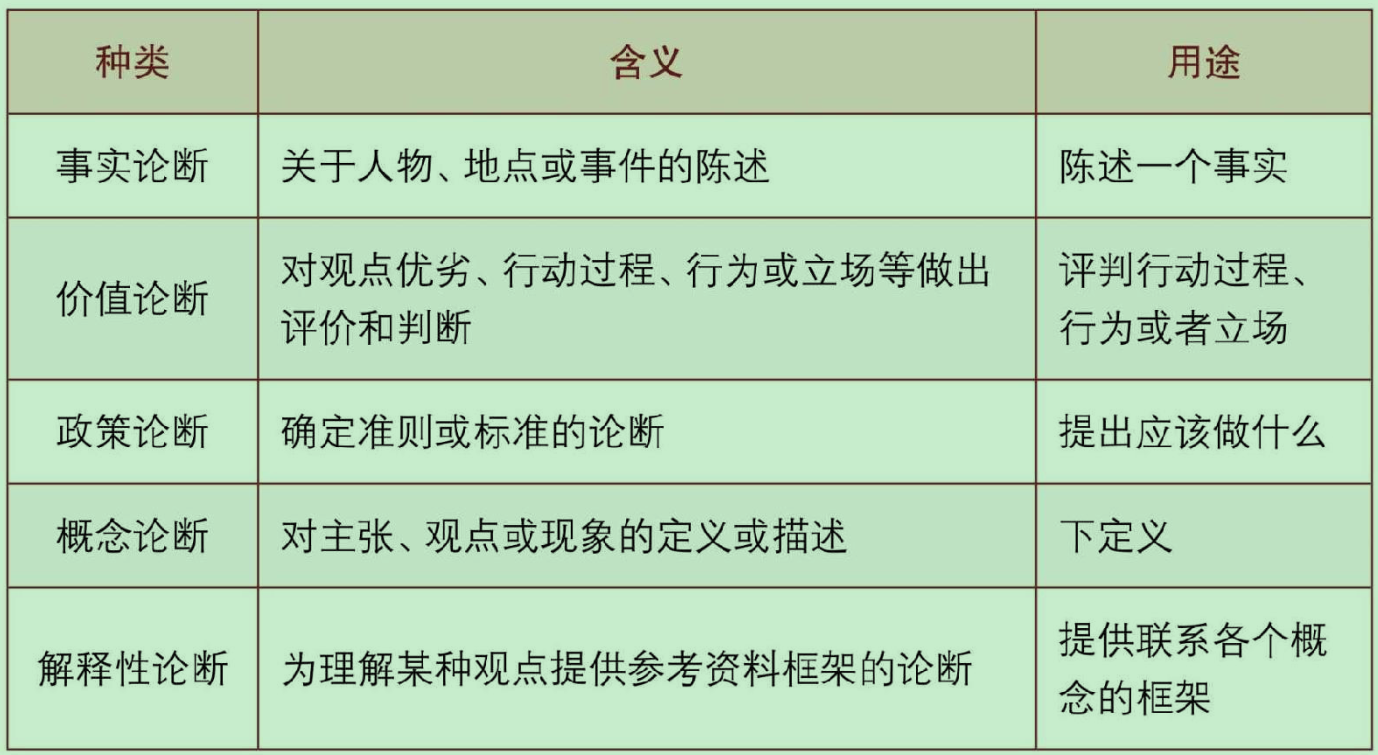 种类
含义
用途
事实论断
关于人物、地点或事件的陈述
陈述一个事实
价值论断
对观点优劣、行动过程、行为或立场等做出
评价和判断
评判行动过程、
行为或者立场
政策论断
确定准则或标准的论断
提出应该做什么
概念论断
对主张、观点或现象的定义或描述
下定义
解释性论断
为理解某种观点提供参考资料框架的论断
提供联系各个概
念的框架